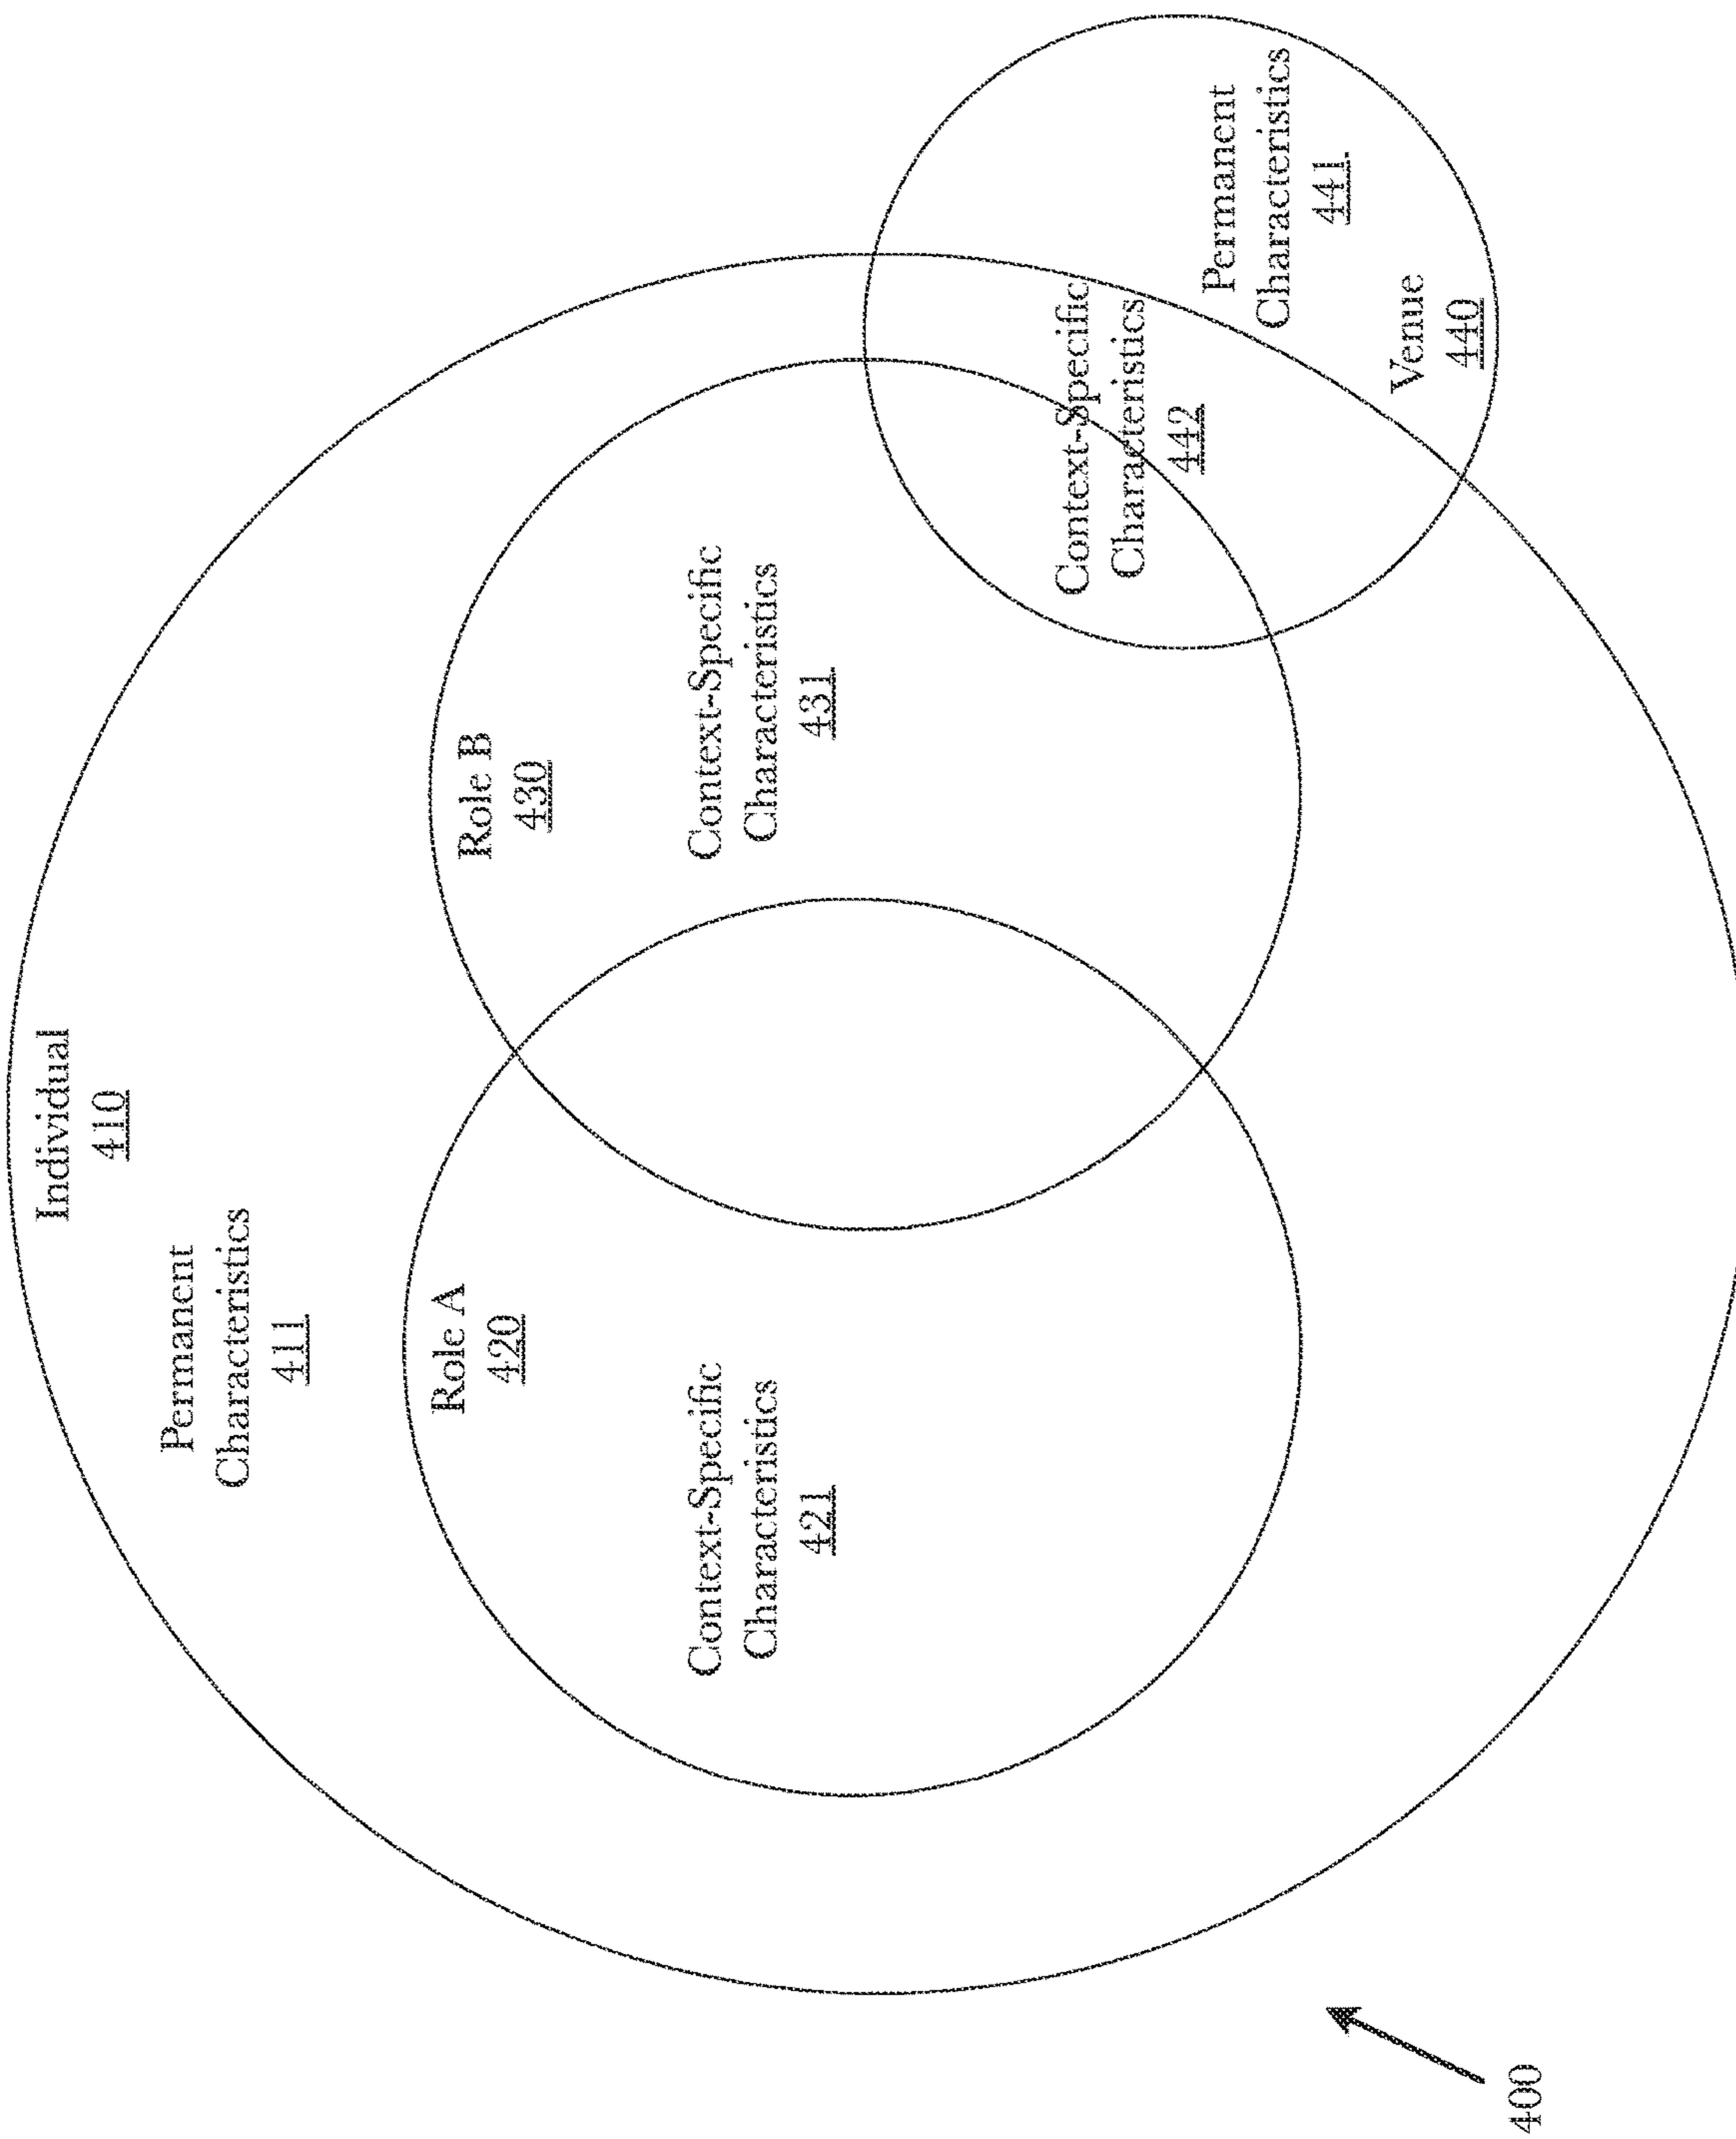 Individual
410
Permanent
Characteristics
411
Role A
420
Role B
430
Context-Specific
Characteristics
421
Context-Specific
Characteristics
431
Context-Specific
Characteristics
442
Permanent
Characteristics
441
Venue
440
400